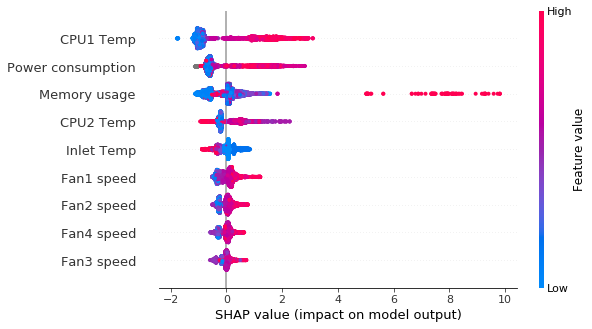 High
CPU1 Temp
Power consumption
Memory usage
CPU2 Temp
Inlet Temp
Fan1 speed
Fan2 speed
Fan4 speed
Fan3 speed
Feature value
Low
−2 0 2 4 6 8 10
SHAP value (impact on model output)